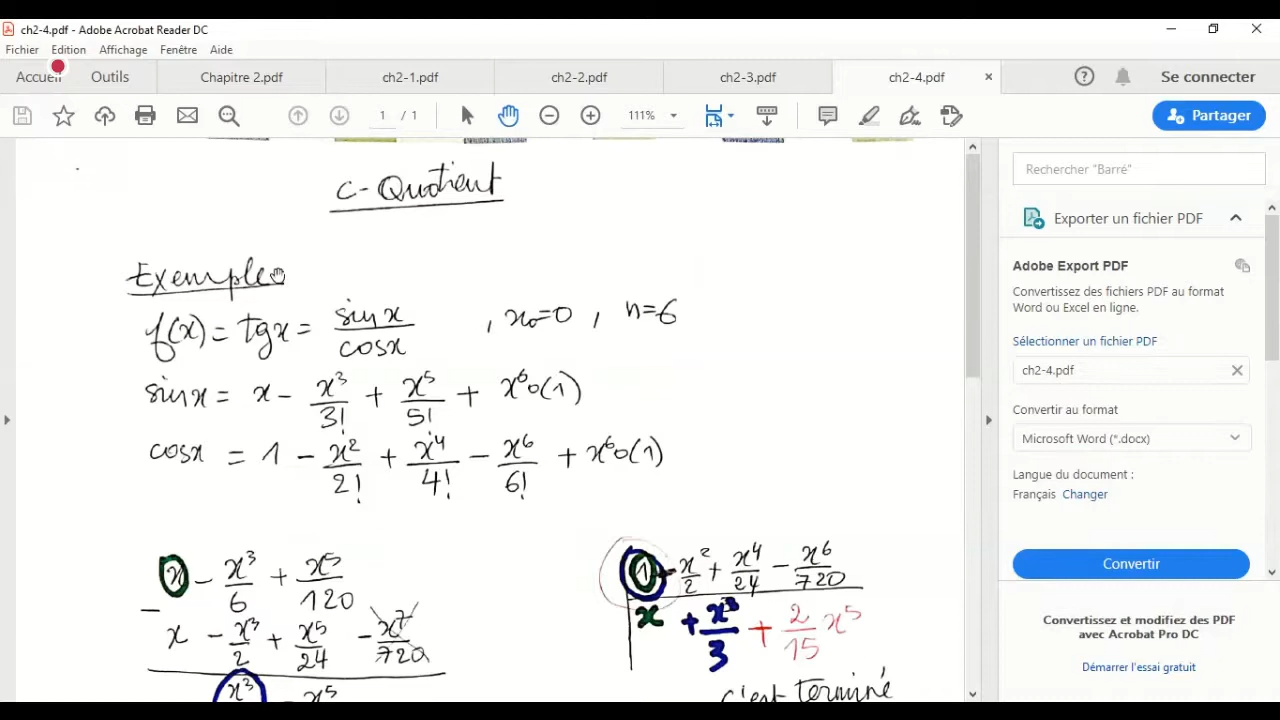 ch2-4.pdf - Adobe Acrobat Reader DC
Fichier Edition Affichage Fenêtre Aide
Accueil Outils Chapitre 2.pdf ch2-1.pdf ch2-2.pdf ch2-3.pdf ch2-4.pdf × Se connecter
1 / 1 111% Partager
C-Quotient
Exemple
f(x) = tgx = sinx/cosx , x₀=0 , n=6
sinx = x - x³/3! + x⁵/5! + x⁶o(1)
cosx = 1 - x²/2! + x⁴/4! - x⁶/6! + x⁶o(1)
x - x³/6 + x⁵/120
1 - x²/2 + x⁴/24 - x⁶/720
- x - x³/2 + x⁵/24 - x⁷/720
x + x³/3 + 2/15 x⁵
x³ x⁵
c'est terminé
Rechercher "Barré"
Exporter un fichier PDF
Adobe Export PDF
Convertissez des fichiers PDF au format
Word ou Excel en ligne.
Sélectionner un fichier PDF
ch2-4.pdf ×
Convertir au format
Microsoft Word (*.docx)
Langue du document :
Français Changer
Convertir
Convertissez et modifiez des PDF
avec Acrobat Pro DC
Démarrer l'essai gratuit